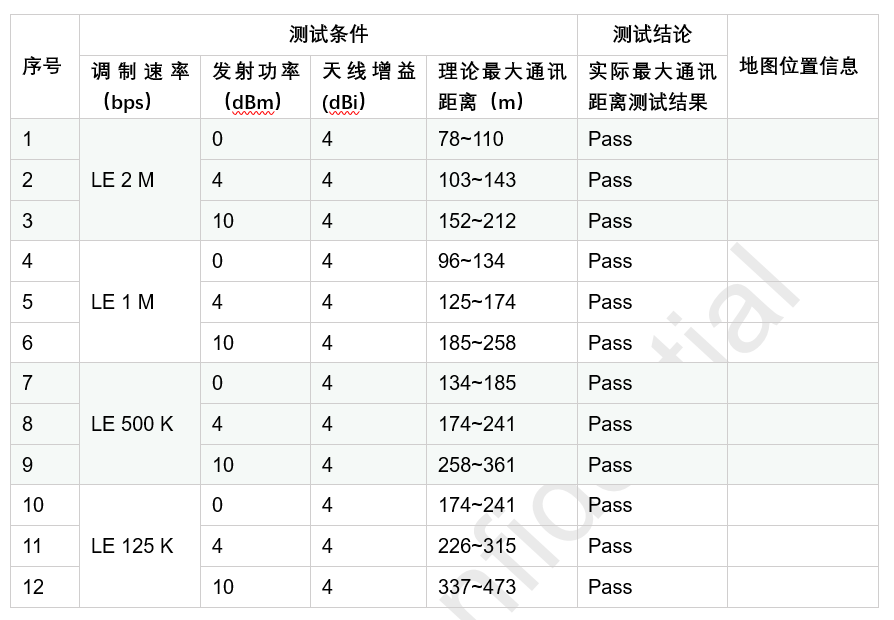 序号 测试条件 测试结论 地图位置信息
调制速率 发射功率 天线增益 理论最大通讯 实际最大通讯
（bps） （dBm） (dBi） 距离（m） 距离测试结果
1 LE 2 M 0 4 78~110 Pass
2 4 4 103~143 Pass
3 10 4 152~212 Pass
4 LE 1 M 0 4 96~134 Pass
5 4 4 125~174 Pass
6 10 4 185~258 Pass
7 LE 500 K 0 4 134~185 Pass
8 4 4 174~241 Pass
9 10 4 258~361 Pass
10 LE 125 K 0 4 174~241 Pass
11 4 4 226~315 Pass
12 10 4 337~473 Pass
nfidential